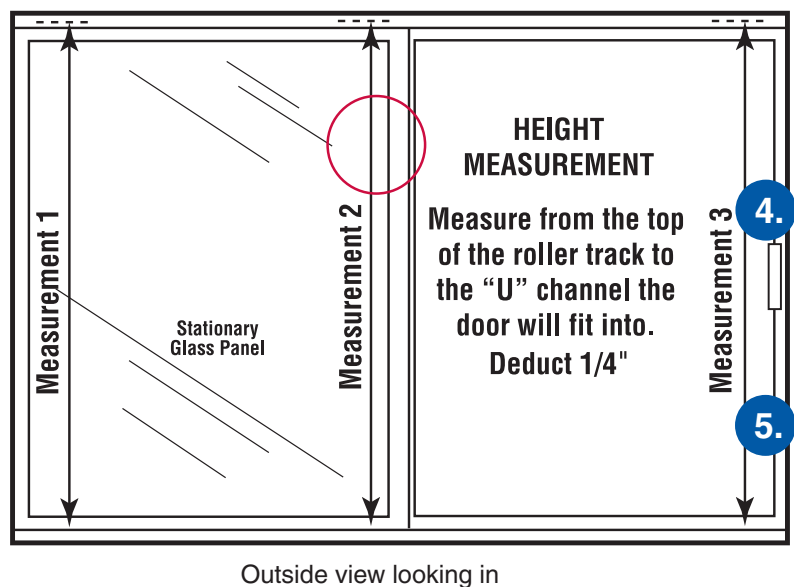 Measurement 1
Stationary
Glass Panel
Measurement 2
HEIGHT
MEASUREMENT
Measure from the top
of the roller track to
the “U” channel the
door will fit into.
Deduct 1/4"
Measurement 3
4.
5.
Outside view looking in